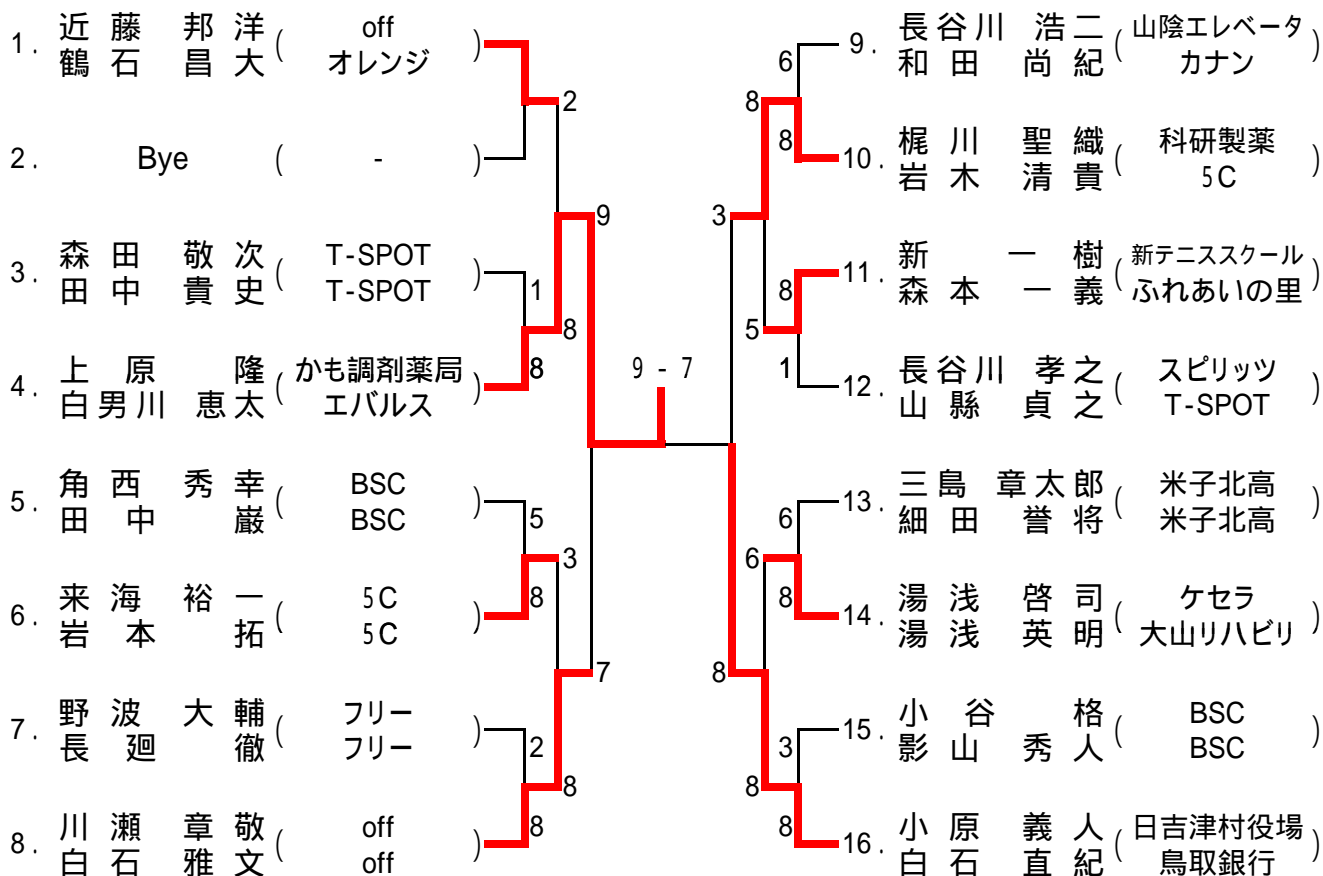 1. 近藤 邦洋 ( off )
鶴石 昌大 ( オレンジ )
2
2. Bye ( - )
9
3. 森田 敬次 ( T-SPOT )
田中 貴史 ( T-SPOT )
1
8
8
4. 上原 隆 ( かも調剤薬局 )
白男川 恵太 ( エバルス )
5. 角西 秀幸 ( BSC )
田中 巌 ( BSC )
5
3
8
6. 来海 裕一 ( 5C )
岩本 拓 ( 5C )
7
7. 野波 大輔 ( フリー )
長廻 徹 ( フリー )
2
8
8
8. 川瀬 章敬 ( off )
白石 雅文 ( off )
9 - 7
9. 長谷川 浩二 ( 山陰エレベータ )
和田 尚紀 ( カナン )
6
8
8
10. 梶川 聖織 ( 科研製薬 )
岩木 清貴 ( 5C )
3
11. 新 一樹 ( 新テニススクール )
森本 一義 ( ふれあいの里 )
8
5
1
12. 長谷川 孝之 ( スピリッツ )
山縣 貞之 ( T-SPOT )
13. 三島 章太郎 ( 米子北高 )
細田 誉将 ( 米子北高 )
6
6
8
14. 湯浅 啓司 ( ケセラ )
湯浅 英明 ( 大山リハビリ )
8
15. 小谷 格 ( BSC )
影山 秀人 ( BSC )
3
8
8
16. 小原 義人 ( 日吉津村役場 )
白石 直紀 ( 鳥取銀行 )